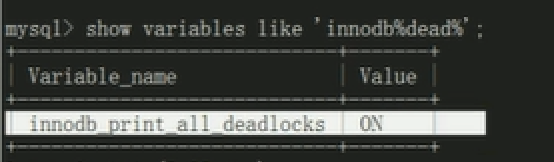 mysql> show variables like 'innodb%dead%';
Variable_name | Value
innodb_print_all_deadlocks | ON